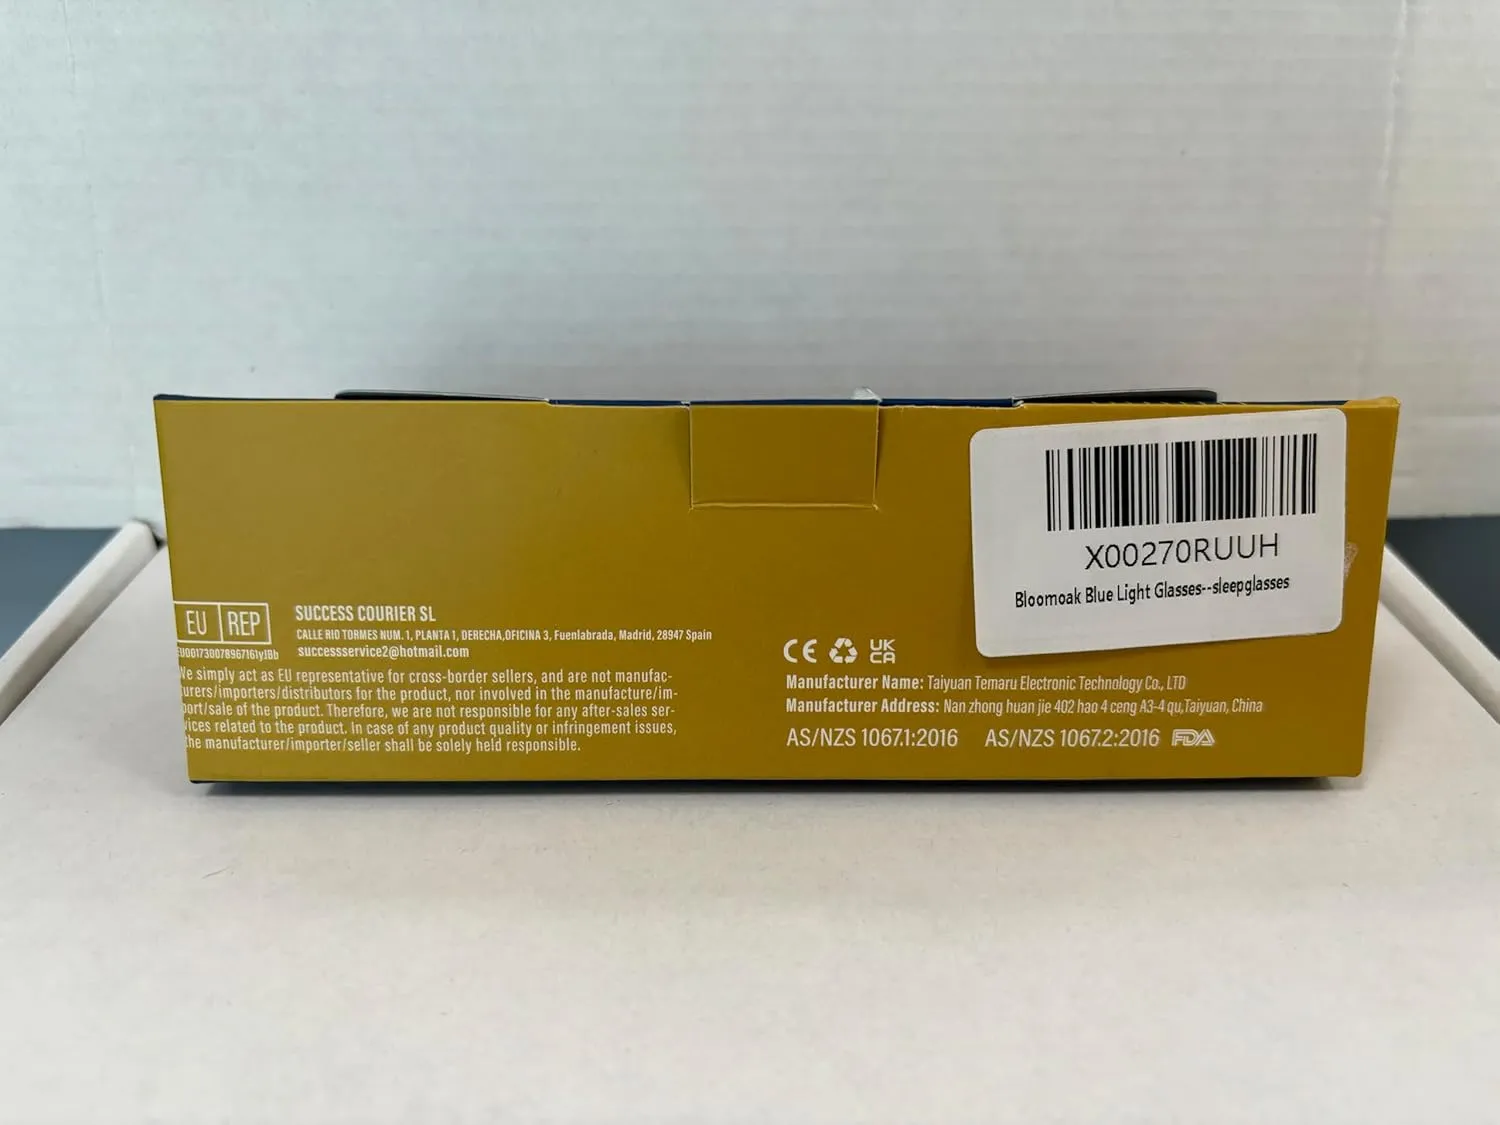 EU REP
EU00173007896716lyJBb
SUCCESS COURIER SL
CALLE RIO TORMES NUM. 1, PLANTA 1, DERECHA,OFICINA 3, Fuenlabrada, Madrid, 28947 Spain
successservice2@hotmail.com
We simply act as EU representative for cross-border sellers, and are not manufac-
turers/importers/distributors for the product, nor involved in the manufacture/im-
port/sale of the product. Therefore, we are not responsible for any after-sales ser-
vices related to the product. In case of any product quality or infringement issues,
the manufacturer/importer/seller shall be solely held responsible.
X00270RUUH
Bloomoak Blue Light Glasses--sleepglasses
CE UK
CA
Manufacturer Name: Taiyuan Temaru Electronic Technology Co., LTD
Manufacturer Address: Nan zhong huan jie 402 hao 4 ceng A3-4 qu,Taiyuan, China
AS/NZS 1067.1:2016 AS/NZS 1067.2:2016 FDA